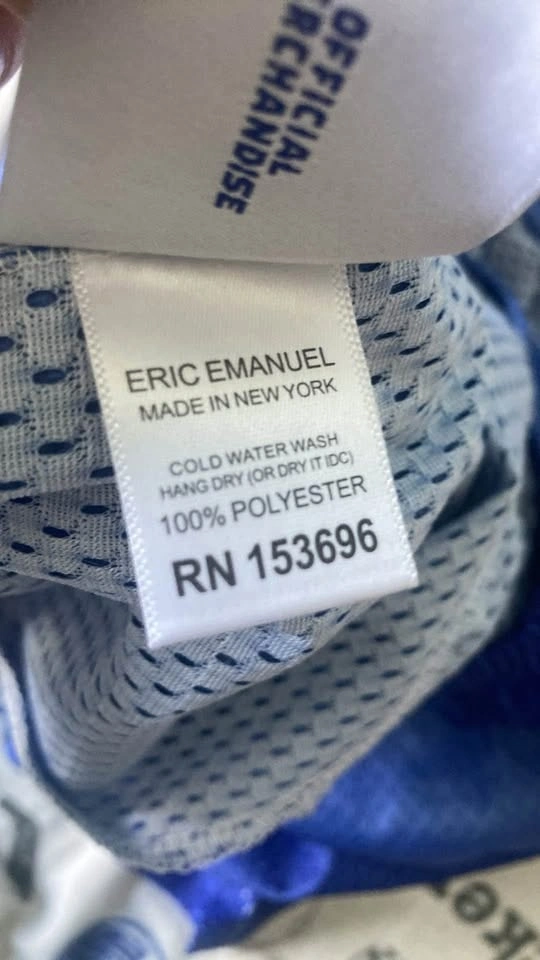 OFFICIAL
ERCHANDISE
ERIC EMANUEL
MADE IN NEW YORK
COLD WATER WASH
HANG DRY (OR DRY IT IDC)
100% POLYESTER
RN 153696